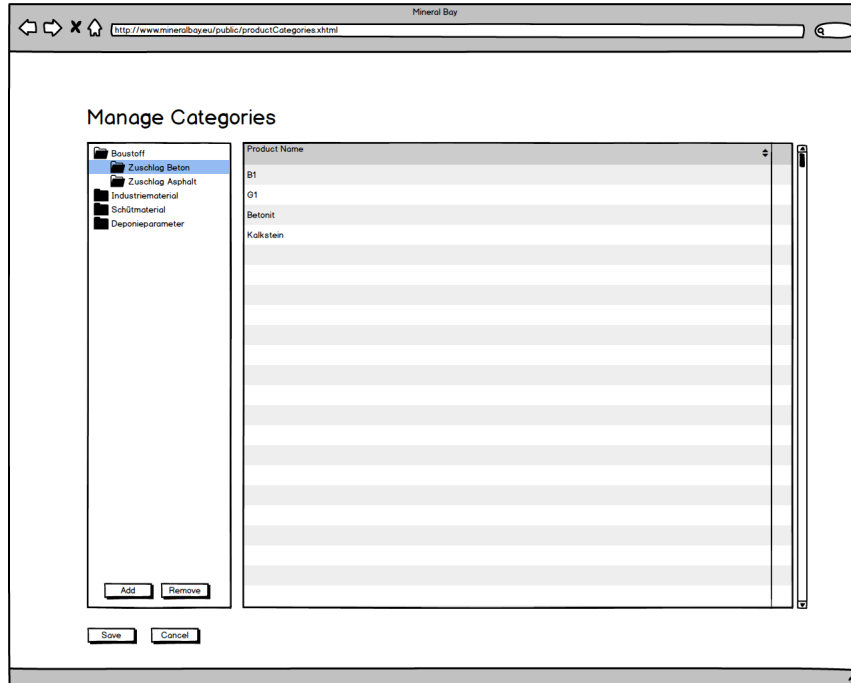 Mineral Bay
http://www.mineralbay.eu/public/productCategories.xhtml
Manage Categories
Baustoff
Zuschlag Beton
Zuschlag Asphalt
Industriematerial
Schütmaterial
Deponieparameter
Add Remove
Product Name
B1
G1
Betonit
Kalkstein
Save Cancel